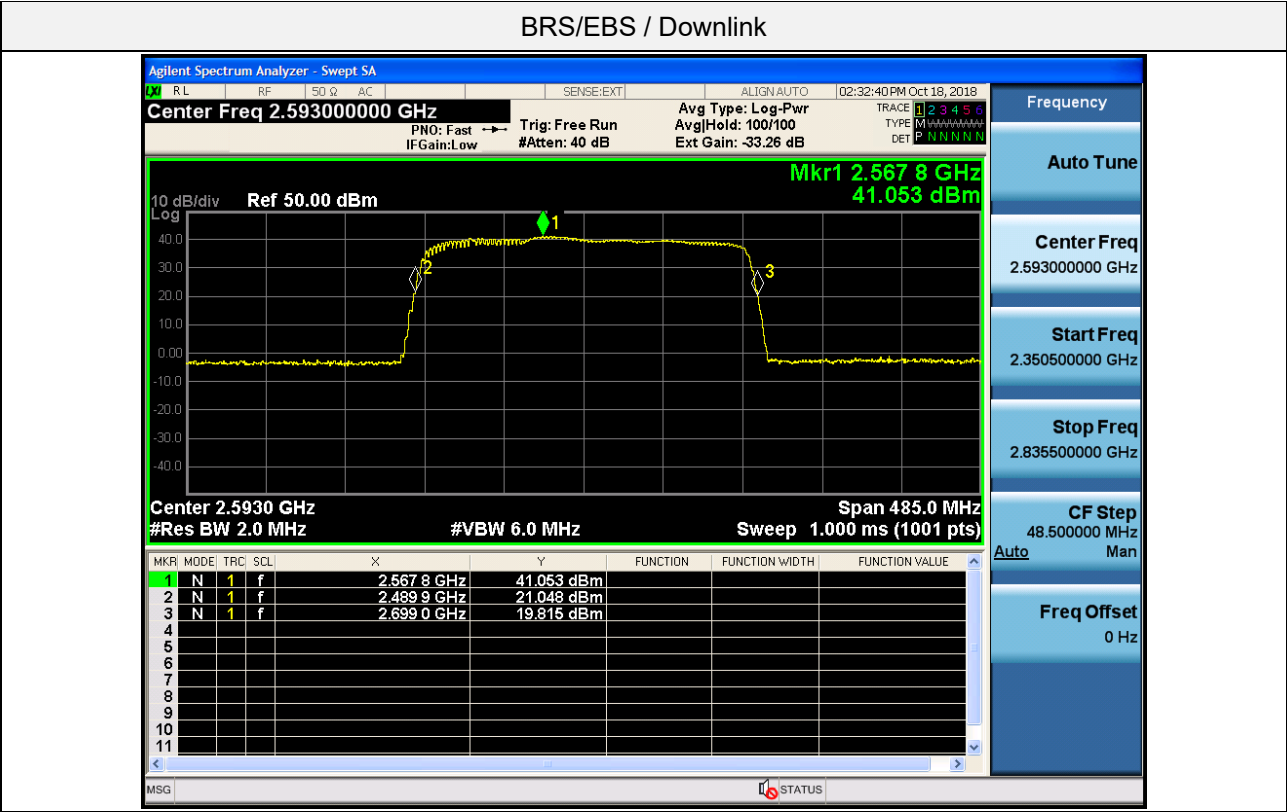 BRS/EBS / Downlink
Agilent Spectrum Analyzer - Swept SA
LXI RL RF 50 Ω AC SENSE:EXT ALIGN AUTO 02:32:40 PM Oct 18, 2018
Center Freq 2.593000000 GHz
PNO: Fast
IFGain:Low
Trig: Free Run
#Atten: 40 dB
Avg Type: Log-Pwr
Avg|Hold: 100/100
Ext Gain: -33.26 dB
TRACE 1 2 3 4 5 6
TYPE M WWWWW
DET P N N N N N
Mkr1 2.567 8 GHz
41.053 dBm
10 dB/div Ref 50.00 dBm
Log
40.0
30.0
20.0
10.0
0.00
-10.0
-20.0
-30.0
-40.0
1
2
3
Center 2.5930 GHz Span 485.0 MHz
#Res BW 2.0 MHz #VBW 6.0 MHz Sweep 1.000 ms (1001 pts)
MKR MODE TRC SCL X Y FUNCTION FUNCTION WIDTH FUNCTION VALUE
1 N 1 f 2.567 8 GHz 41.053 dBm
2 N 1 f 2.489 9 GHz 21.048 dBm
3 N 1 f 2.699 0 GHz 19.815 dBm
4
5
6
7
8
9
10
11
MSG STATUS
Frequency
Auto Tune
Center Freq
2.593000000 GHz
Start Freq
2.350500000 GHz
Stop Freq
2.835500000 GHz
CF Step
48.500000 MHz
Auto Man
Freq Offset
0 Hz